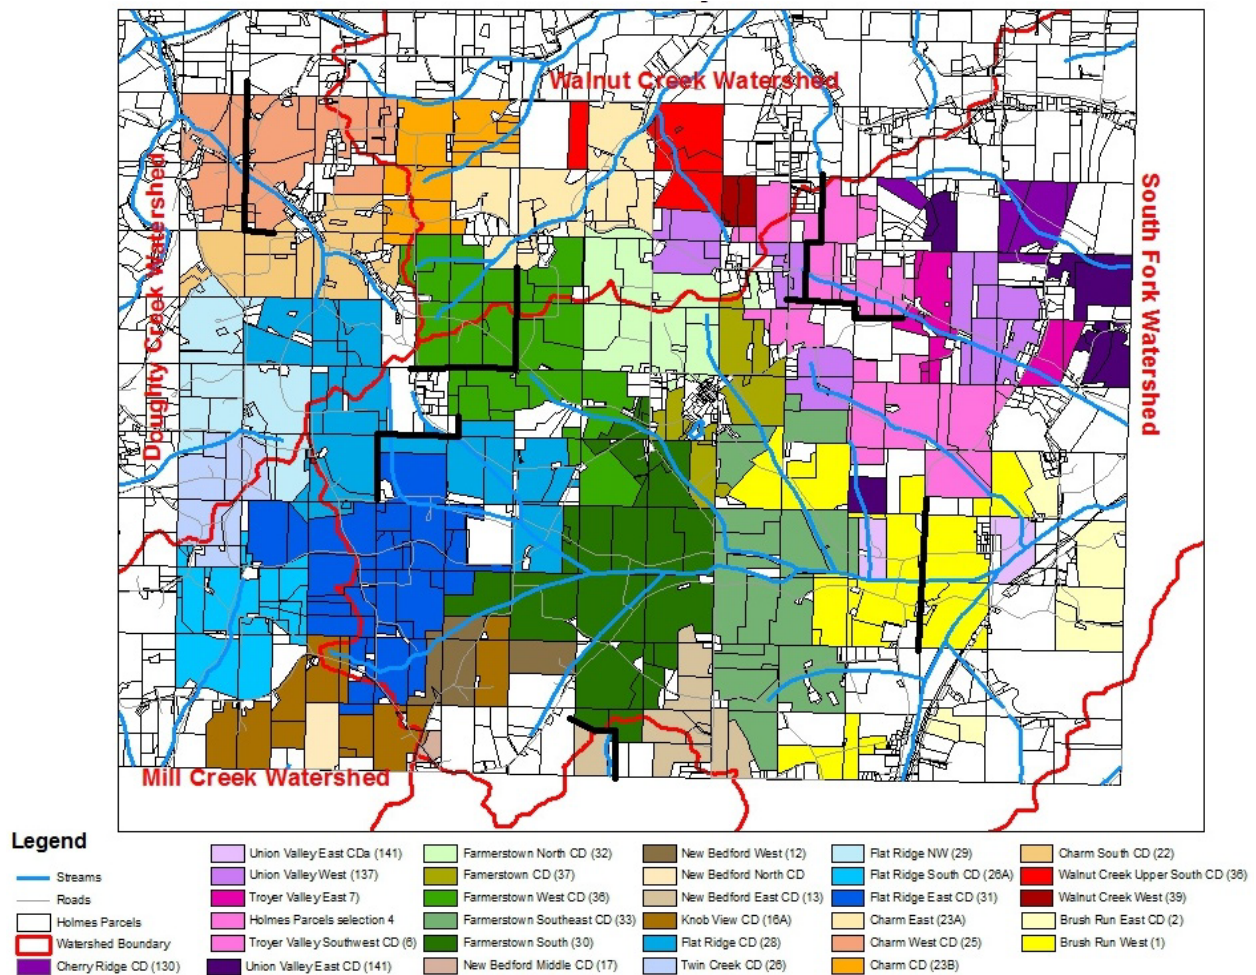 Walnut Creek Watershed
Doughty Creek Watershed
South Fork Watershed
Mill Creek Watershed
Legend
Streams
Roads
Holmes Parcels
Watershed Boundary
Cherry Ridge CD (130)
Union Valley East CDa (141)
Union Valley West (137)
Troyer Valley East 7)
Holmes Parcels selection 4
Troyer Valley Southwest CD (6)
Union Valley East CD (141)
Farmerstown North CD (32)
Famerstown CD (37)
Farmerstown West CD (36)
Farmerstown Southeast CD (33)
Farmerstown South (30)
New Bedford Middle CD (17)
New Bedford West (12)
New Bedford North CD
New Bedford East CD (13)
Knob View CD (16A)
Flat Ridge CD (28)
Twin Creek CD (26)
Flat Ridge NW (29)
Flat Ridge South CD (26A)
Flat Ridge East CD (31)
Charm East (23A)
Charm West CD (25)
Charm CD (23B)
Charm South CD (22)
Walnut Creek Upper South CD (36)
Walnut Creek West (39)
Brush Run East CD (2)
Brush Run West (1)